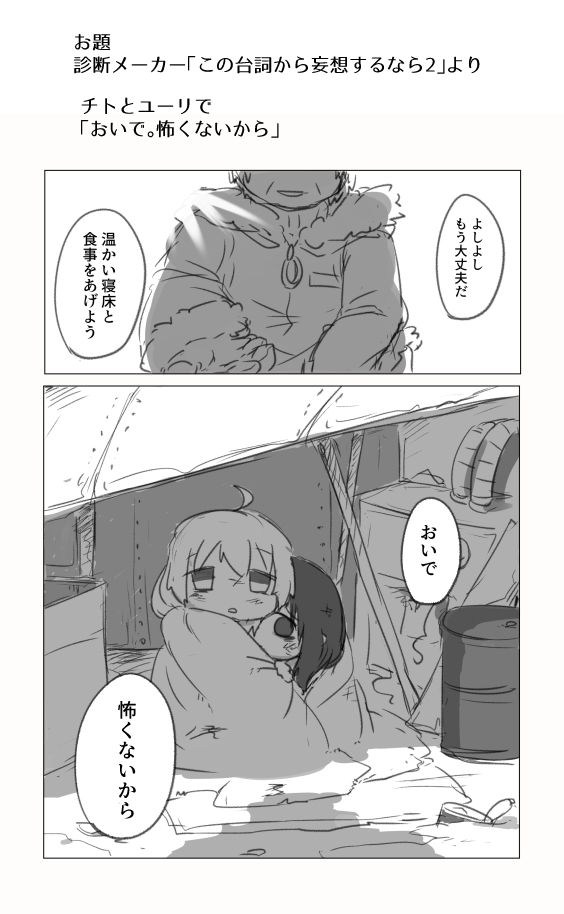 お題
診断メーカー「この台詞から妄想するなら2」より
チトとユーリで
「おいで。怖くないから」
よしよし
もう大丈夫だ
温かい寝床と
食事をあげよう
おいで
怖くないから